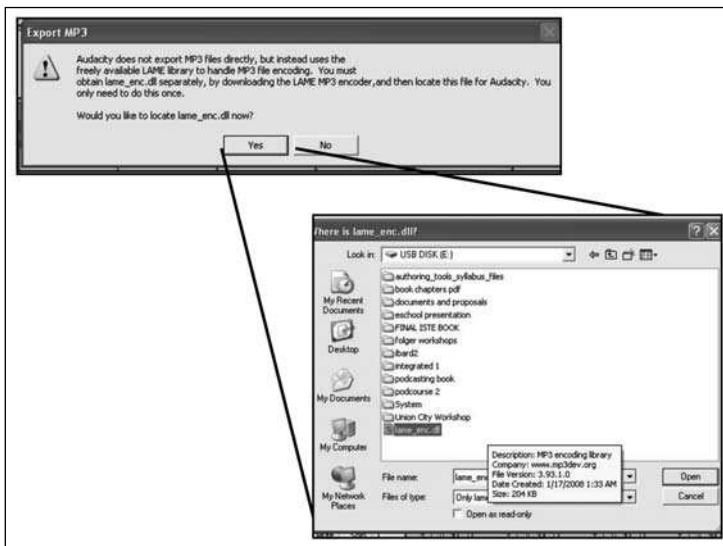 Export MP3
Audacity does not export MP3 files directly, but instead uses the
freely available LAME library to handle MP3 file encoding. You must
obtain lame_enc.dll separately, by downloading the LAME MP3 encoder,and then locate this file for Audacity. You
only need to do this once.
Would you like to locate lame_enc.dll now?
Yes No
here is lame_enc.dll?
Look in: USB DISK (E:)
My Recent Documents
Desktop
My Documents
My Computer
My Network Places
authoring_tools_syllabus_files
book chapters pdf
documents and proposals
eschool presentation
FINAL ISTE BOOK
folger workshops
ibard2
integrated 1
podcasting book
podcourse 2
System
Union City Workshop
lame_enc.dll
Description: MP3 encoding library
Company: www.mp3dev.org
File Version: 3.93.1.0
Date Created: 1/17/2008 1:33 AM
Size: 204 KB
File name: lame_en Open
Files of type: Only lame Cancel
Open as read-only